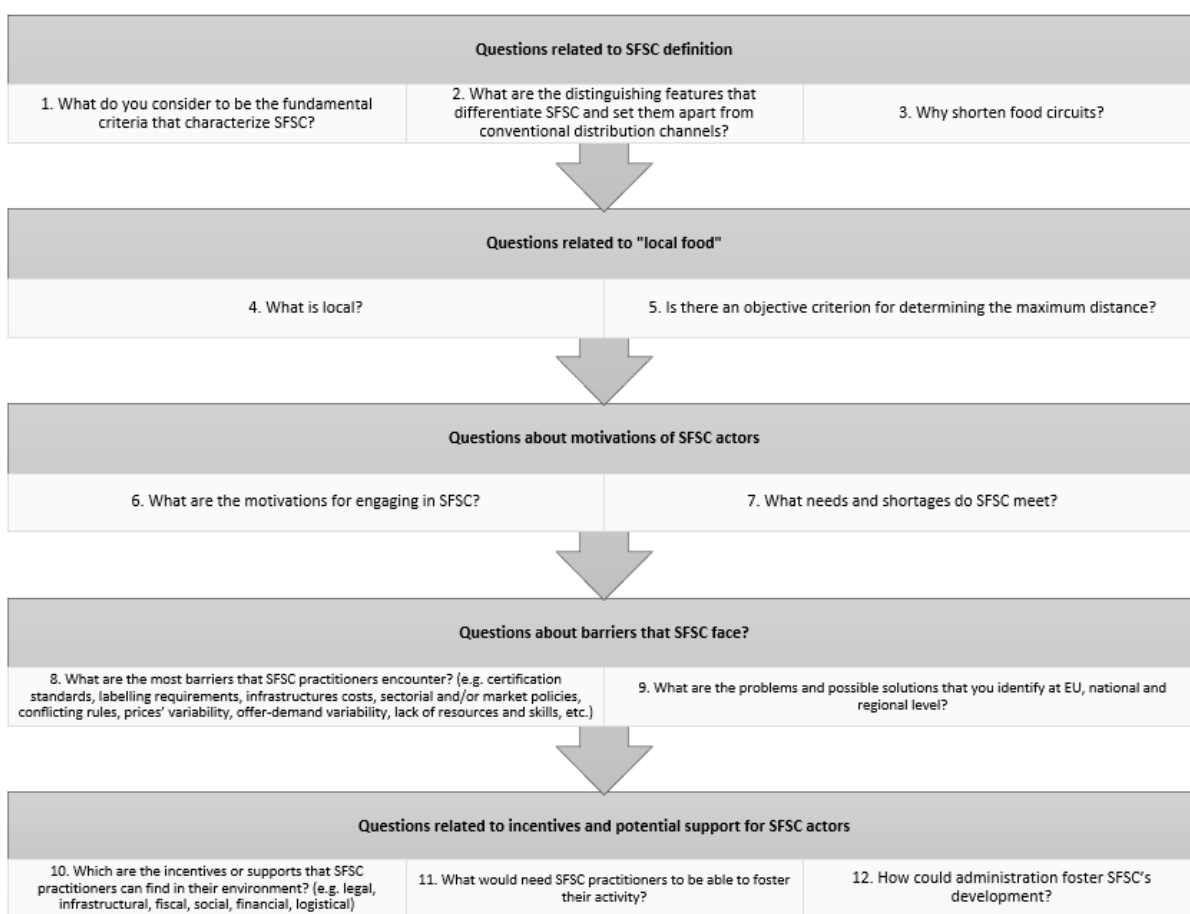 Questions related to SFSC definition
1. What do you consider to be the fundamental
criteria that characterize SFSC?
2. What are the distinguishing features that
differentiate SFSC and set them apart from
conventional distribution channels?
3. Why shorten food circuits?
Questions related to "local food"
4. What is local?
5. Is there an objective criterion for determining the maximum distance?
Questions about motivations of SFSC actors
6. What are the motivations for engaging in SFSC?
7. What needs and shortages do SFSC meet?
Questions about barriers that SFSC face?
8. What are the most barriers that SFSC practitioners encounter? (e.g. certification
standards, labelling requirements, infrastructures costs, sectorial and/or market policies,
conflicting rules, prices’ variability, offer-demand variability, lack of resources and skills, etc.)
9. What are the problems and possible solutions that you identify at EU, national and
regional level?
Questions related to incentives and potential support for SFSC actors
10. Which are the incentives or supports that SFSC
practitioners can find in their environment? (e.g. legal,
infrastructural, fiscal, social, financial, logistical)
11. What would need SFSC practitioners to be able to foster
their activity?
12. How could administration foster SFSC’s
development?